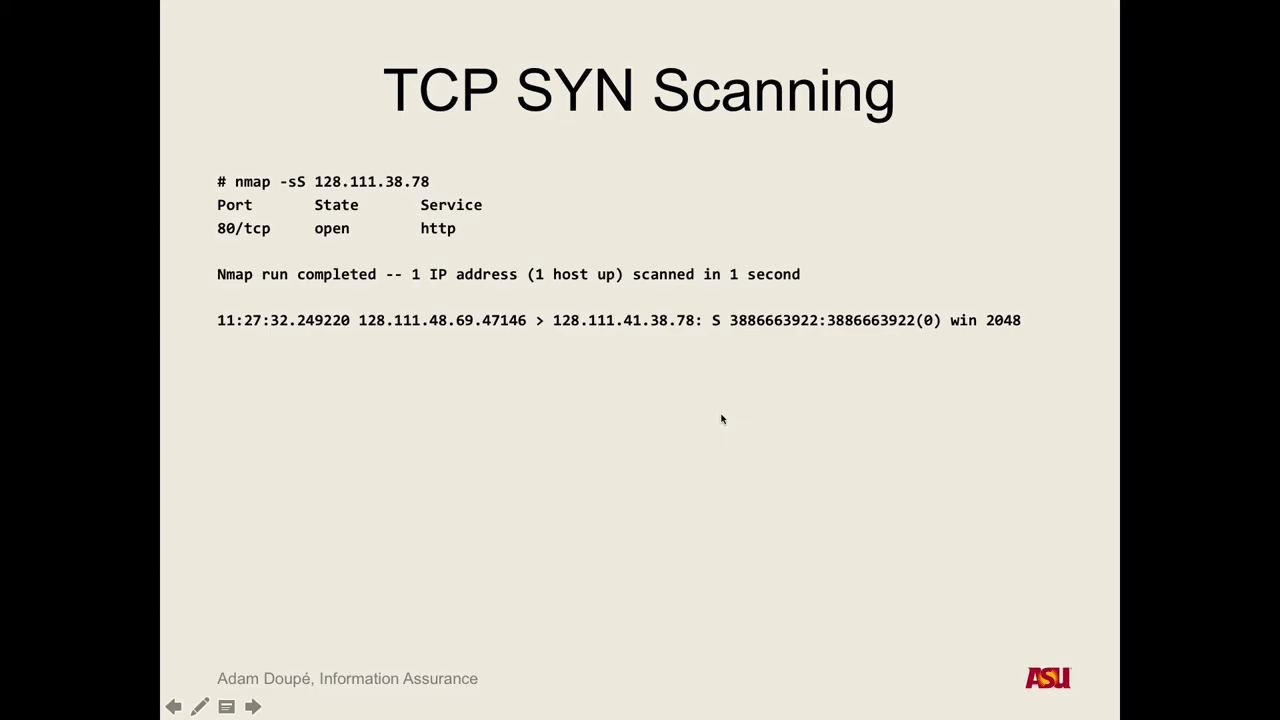 TCP SYN Scanning
# nmap -sS 128.111.38.78
Port State Service
80/tcp open http
Nmap run completed -- 1 IP address (1 host up) scanned in 1 second
11:27:32.249220 128.111.48.69.47146 > 128.111.41.38.78: S 3886663922:3886663922(0) win 2048
Adam Doupé, Information Assurance
ASU